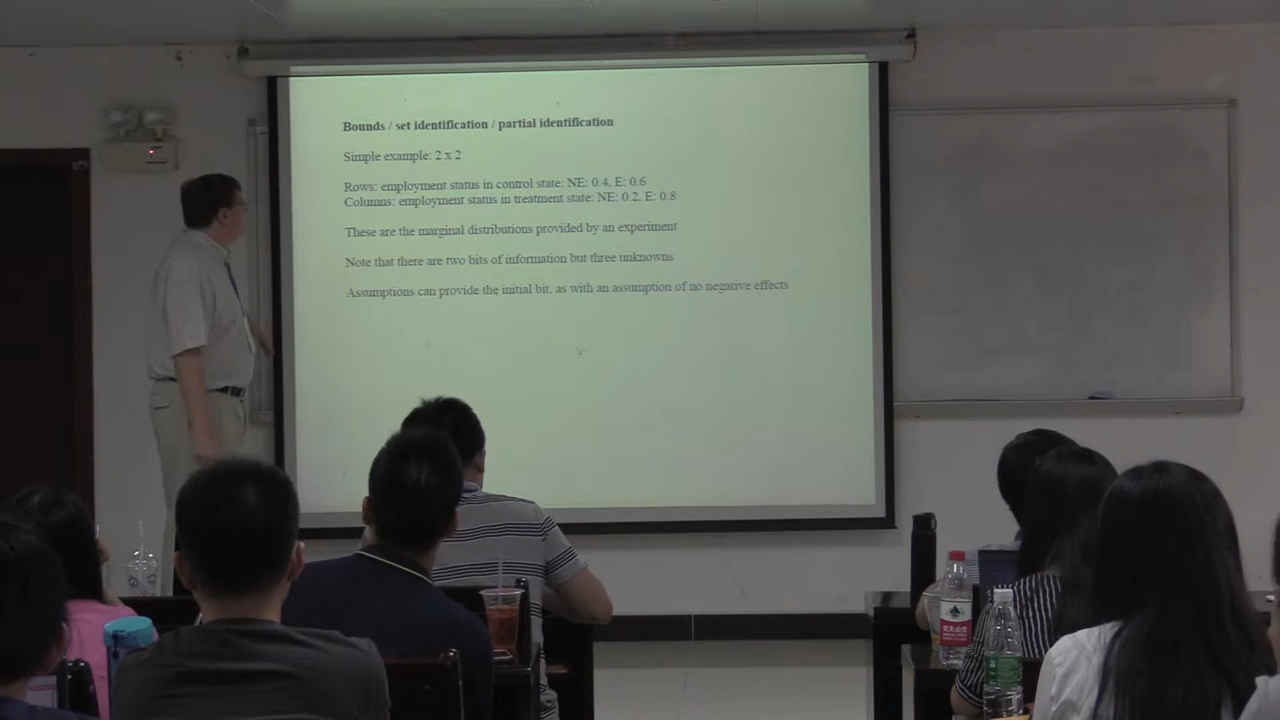 Bounds / set identification / partial identification
Simple example: 2 x 2
Rows: employment status in control state: NE: 0.4, E: 0.6
Columns: employment status in treatment state: NE: 0.2, E: 0.8
These are the marginal distributions provided by an experiment
Note that there are two bits of information but three unknowns
Assumptions can provide the initial bit, as with an assumption of no negative effects